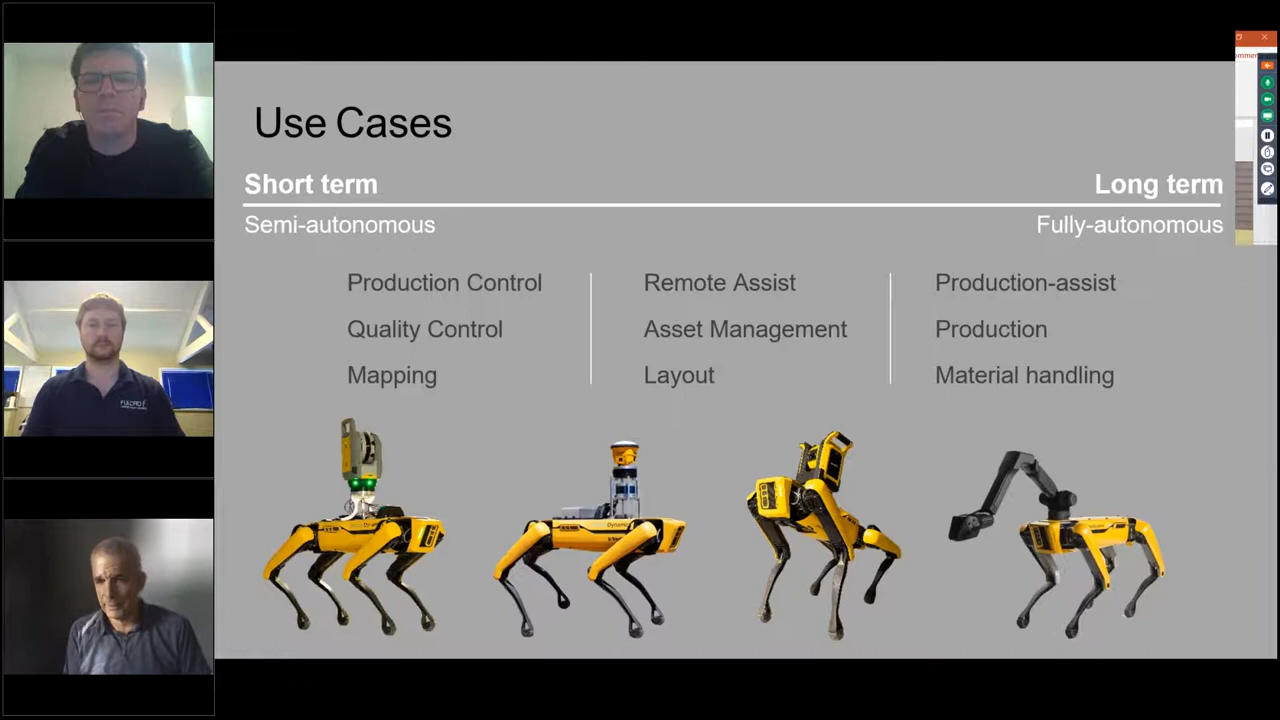 Use Cases
Short term
Long term
Semi-autonomous
Fully-autonomous
Production Control
Remote Assist
Production-assist
Quality Control
Asset Management
Production
Mapping
Layout
Material handling